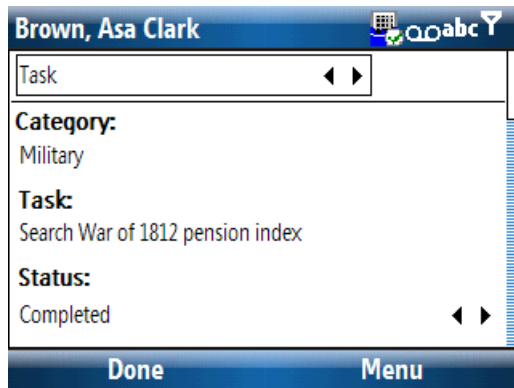 Brown, Asa Clark abc
Task
Category:
Military
Task:
Search War of 1812 pension index
Status:
Completed
Done Menu